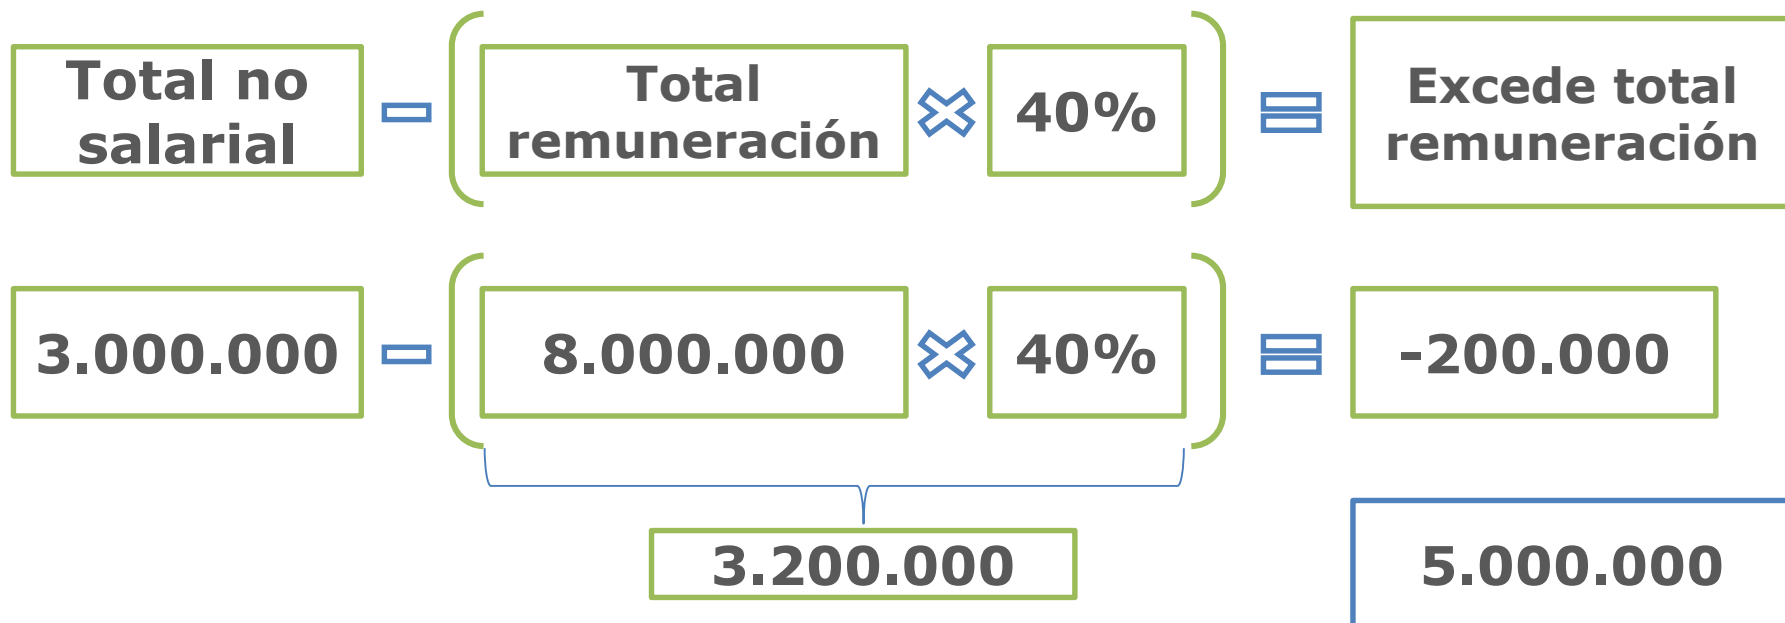 Total no
salarial
Total
remuneración
40%
Excede total
remuneración
3.000.000
8.000.000
40%
-200.000
3.200.000
5.000.000